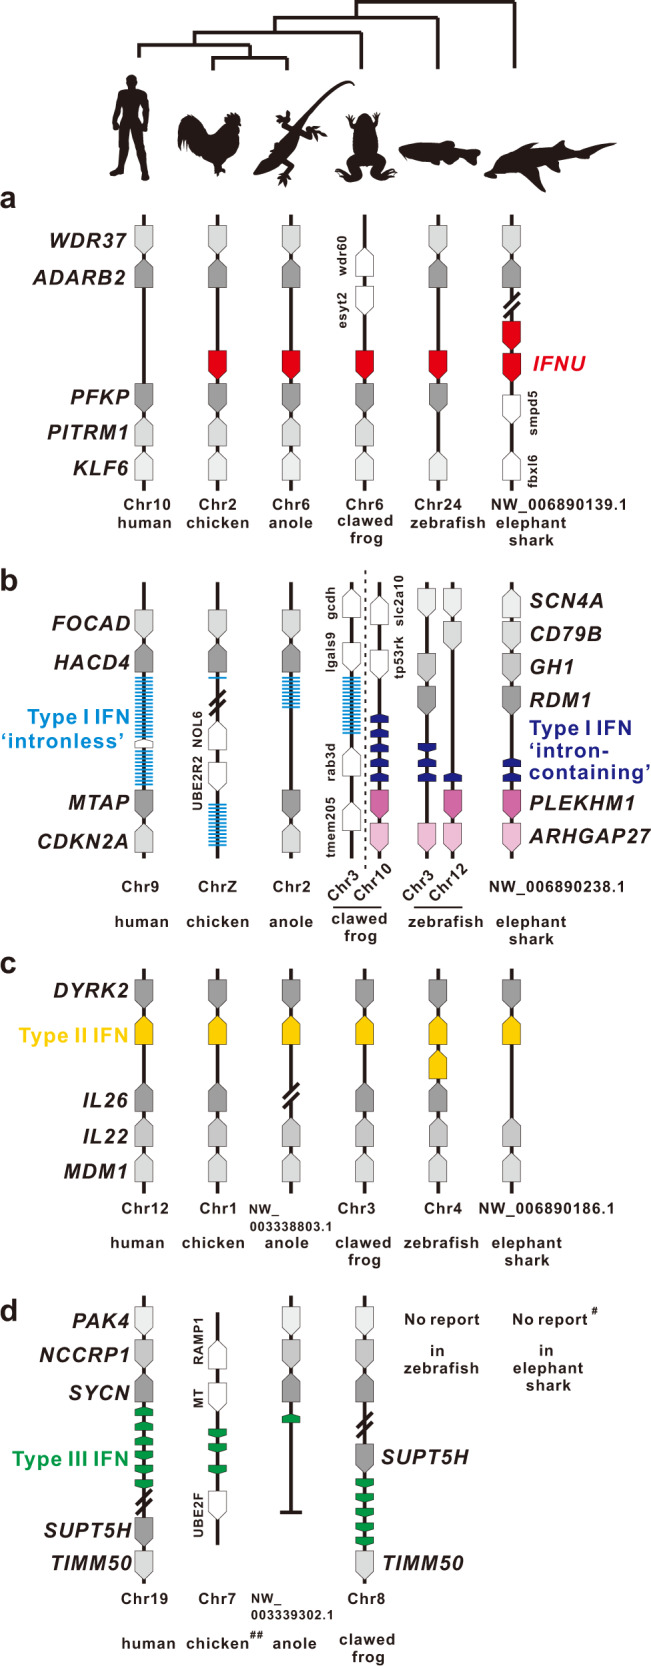 a
WDR37
ADARB2
wdr60
esyt2
IFNU
PFKP
PITRM1
KLF6
smpd5
fbxl6
Chr10
human
Chr2
chicken
Chr6
anole
Chr6
clawed
frog
Chr24
zebrafish
NW_006890139.1
elephant
shark
b
FOCAD
HACD4
Type I IFN
‘intronless’
MTAP
CDKN2A
NOL6
UBE2R2
gcdh
lgals9
rab3d
tmem205
slc2a10
tp53rk
SCN4A
CD79B
GH1
RDM1
Type I IFN
‘intron-
containing’
PLEKHM1
ARHGAP27
Chr9
human
ChrZ
chicken
Chr2
anole
Chr3
Chr10
clawed
frog
Chr3
Chr12
zebrafish
NW_006890238.1
elephant
shark
c
DYRK2
Type II IFN
IL26
IL22
MDM1
Chr12
human
Chr1
chicken
NW_
003338803.1
anole
Chr3
clawed
frog
Chr4
zebrafish
NW_006890186.1
elephant
shark
d
PAK4
NCCRP1
SYCN
Type III IFN
SUPT5H
TIMM50
RAMP1
MT
UBE2F
SUPT5H
TIMM50
No report
in
zebrafish
No report #
in
elephant
shark
Chr19
human
Chr7
chicken ##
NW_
003339302.1
anole
Chr8
clawed
frog